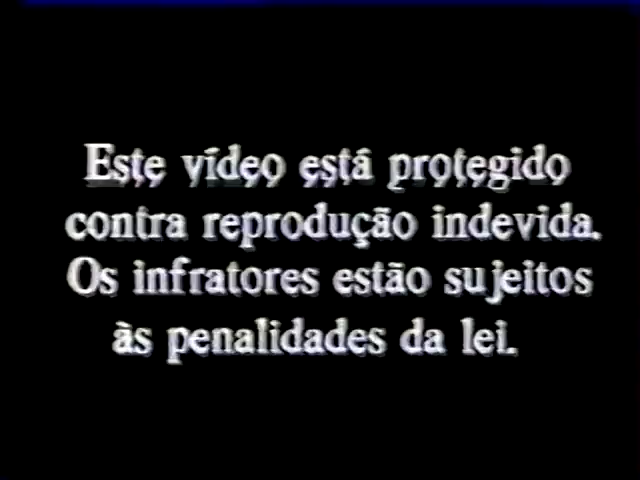 Este vídeo está protegido
contra reprodução indevida.
Os infratores estão sujeitos
às penalidades da lei.